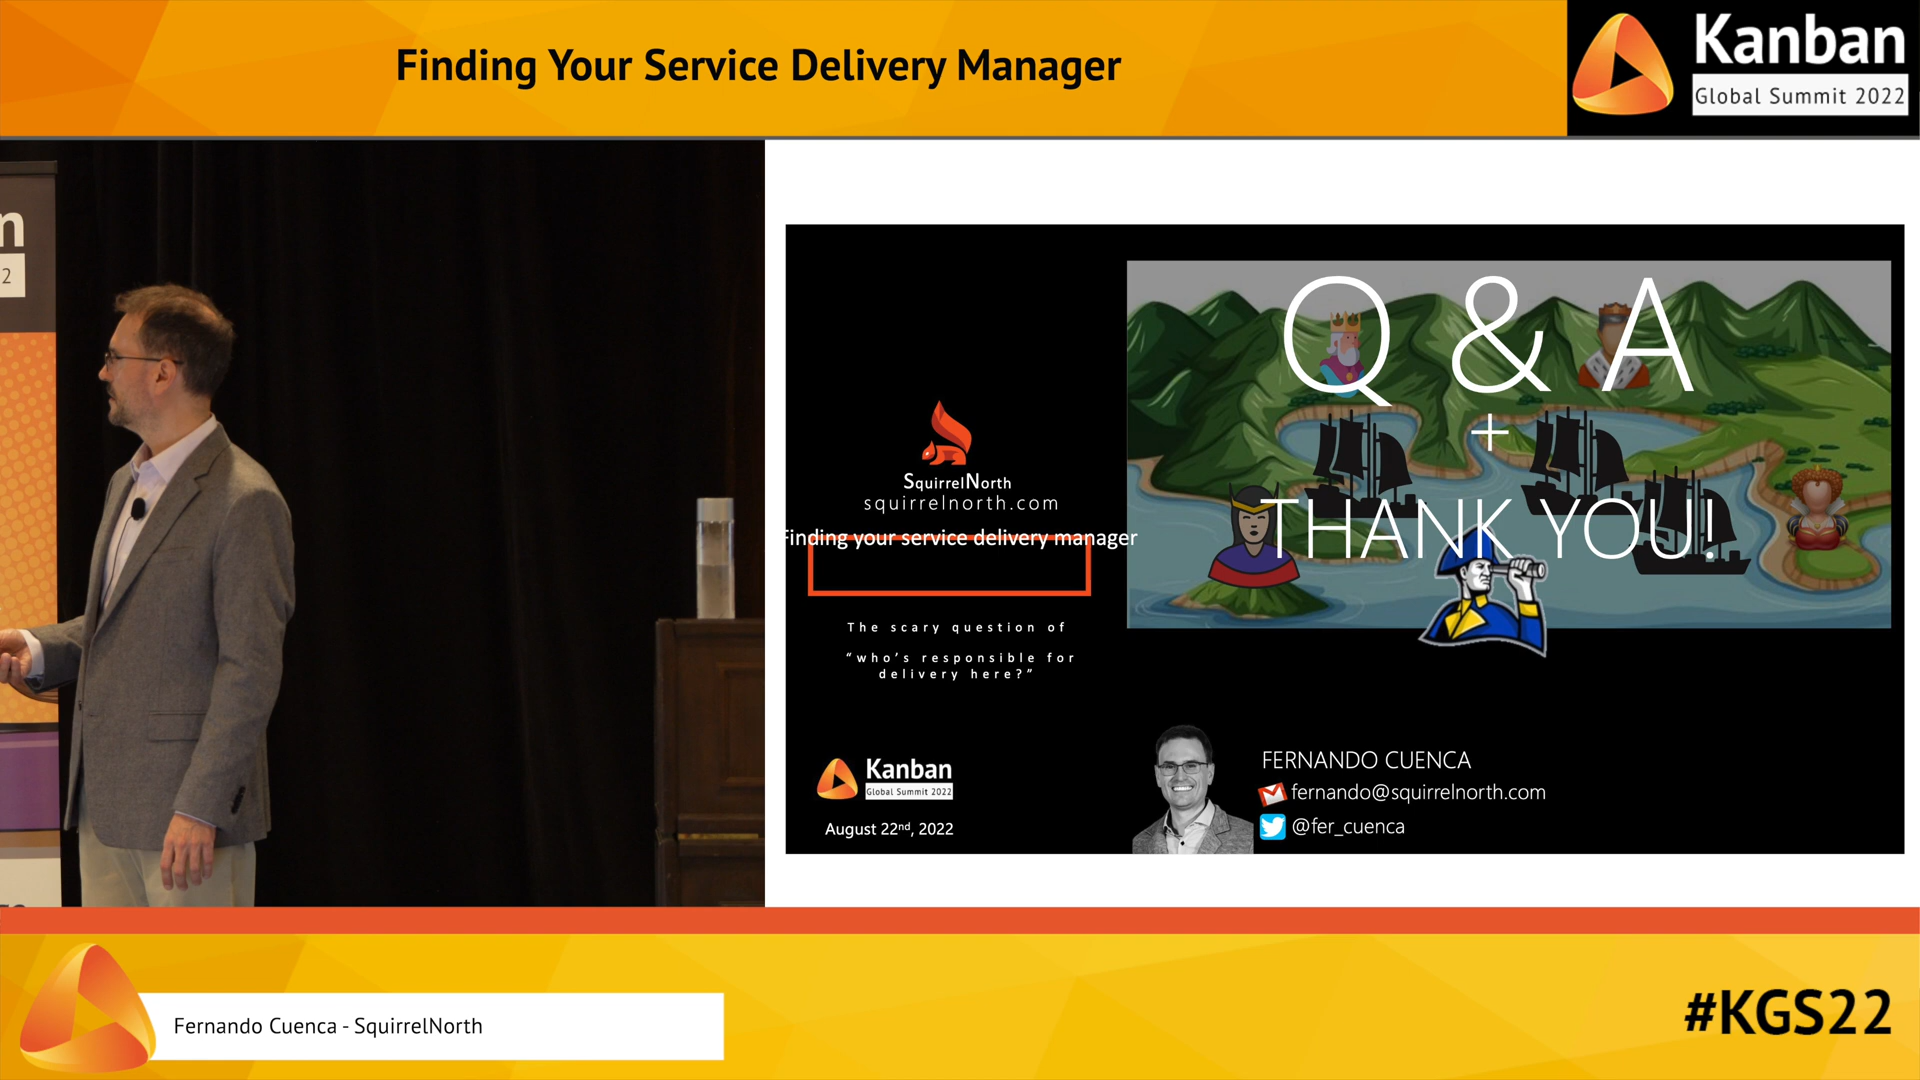 Finding Your Service Delivery Manager
Kanban
Global Summit 2022
n
2
Q & A
+
THANK YOU!
SquirrelNorth
squirrelnorth.com
Finding your service delivery manager
The scary question of
“who’s responsible for
delivery here?”
Kanban
Global Summit 2022
August 22nd, 2022
FERNANDO CUENCA
fernando@squirrelnorth.com
@fer_cuenca
Fernando Cuenca - SquirrelNorth
#KGS22